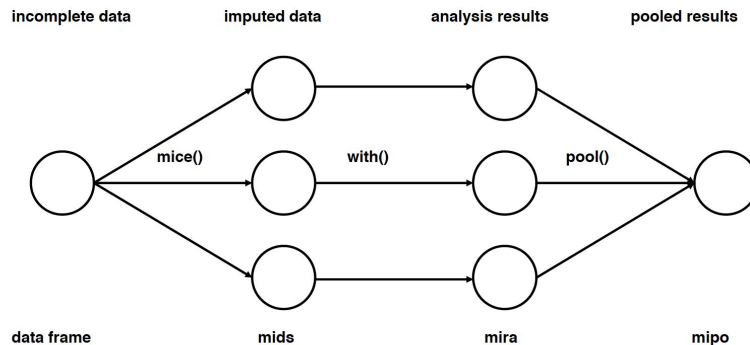 incomplete data imputed data analysis results pooled results
mice() with() pool()
data frame mids mira mipo